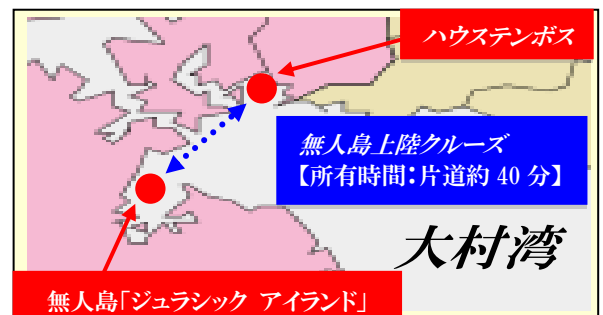 ハウステンボス
無人島上陸クルーズ
【所有時間：片道約 40 分】
大村湾
無人島「ジュラシック アイランド」